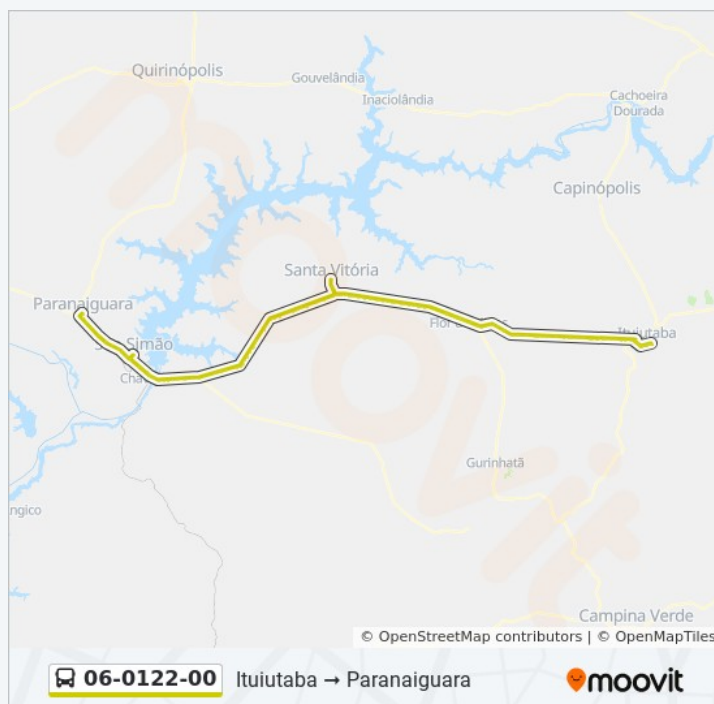 Quirinópolis
Gouvelândia
Inaciolândia
Cachoeira
Dourada
Capinópolis
Santa Vitória
Paranaiguara
Ituiutaba
Simão
Gurinhatã
Campina Verde
moovit
© OpenStreetMap contributors | © OpenMapTiles
06-0122-00
Ituiutaba → Paranaiguara
moovit